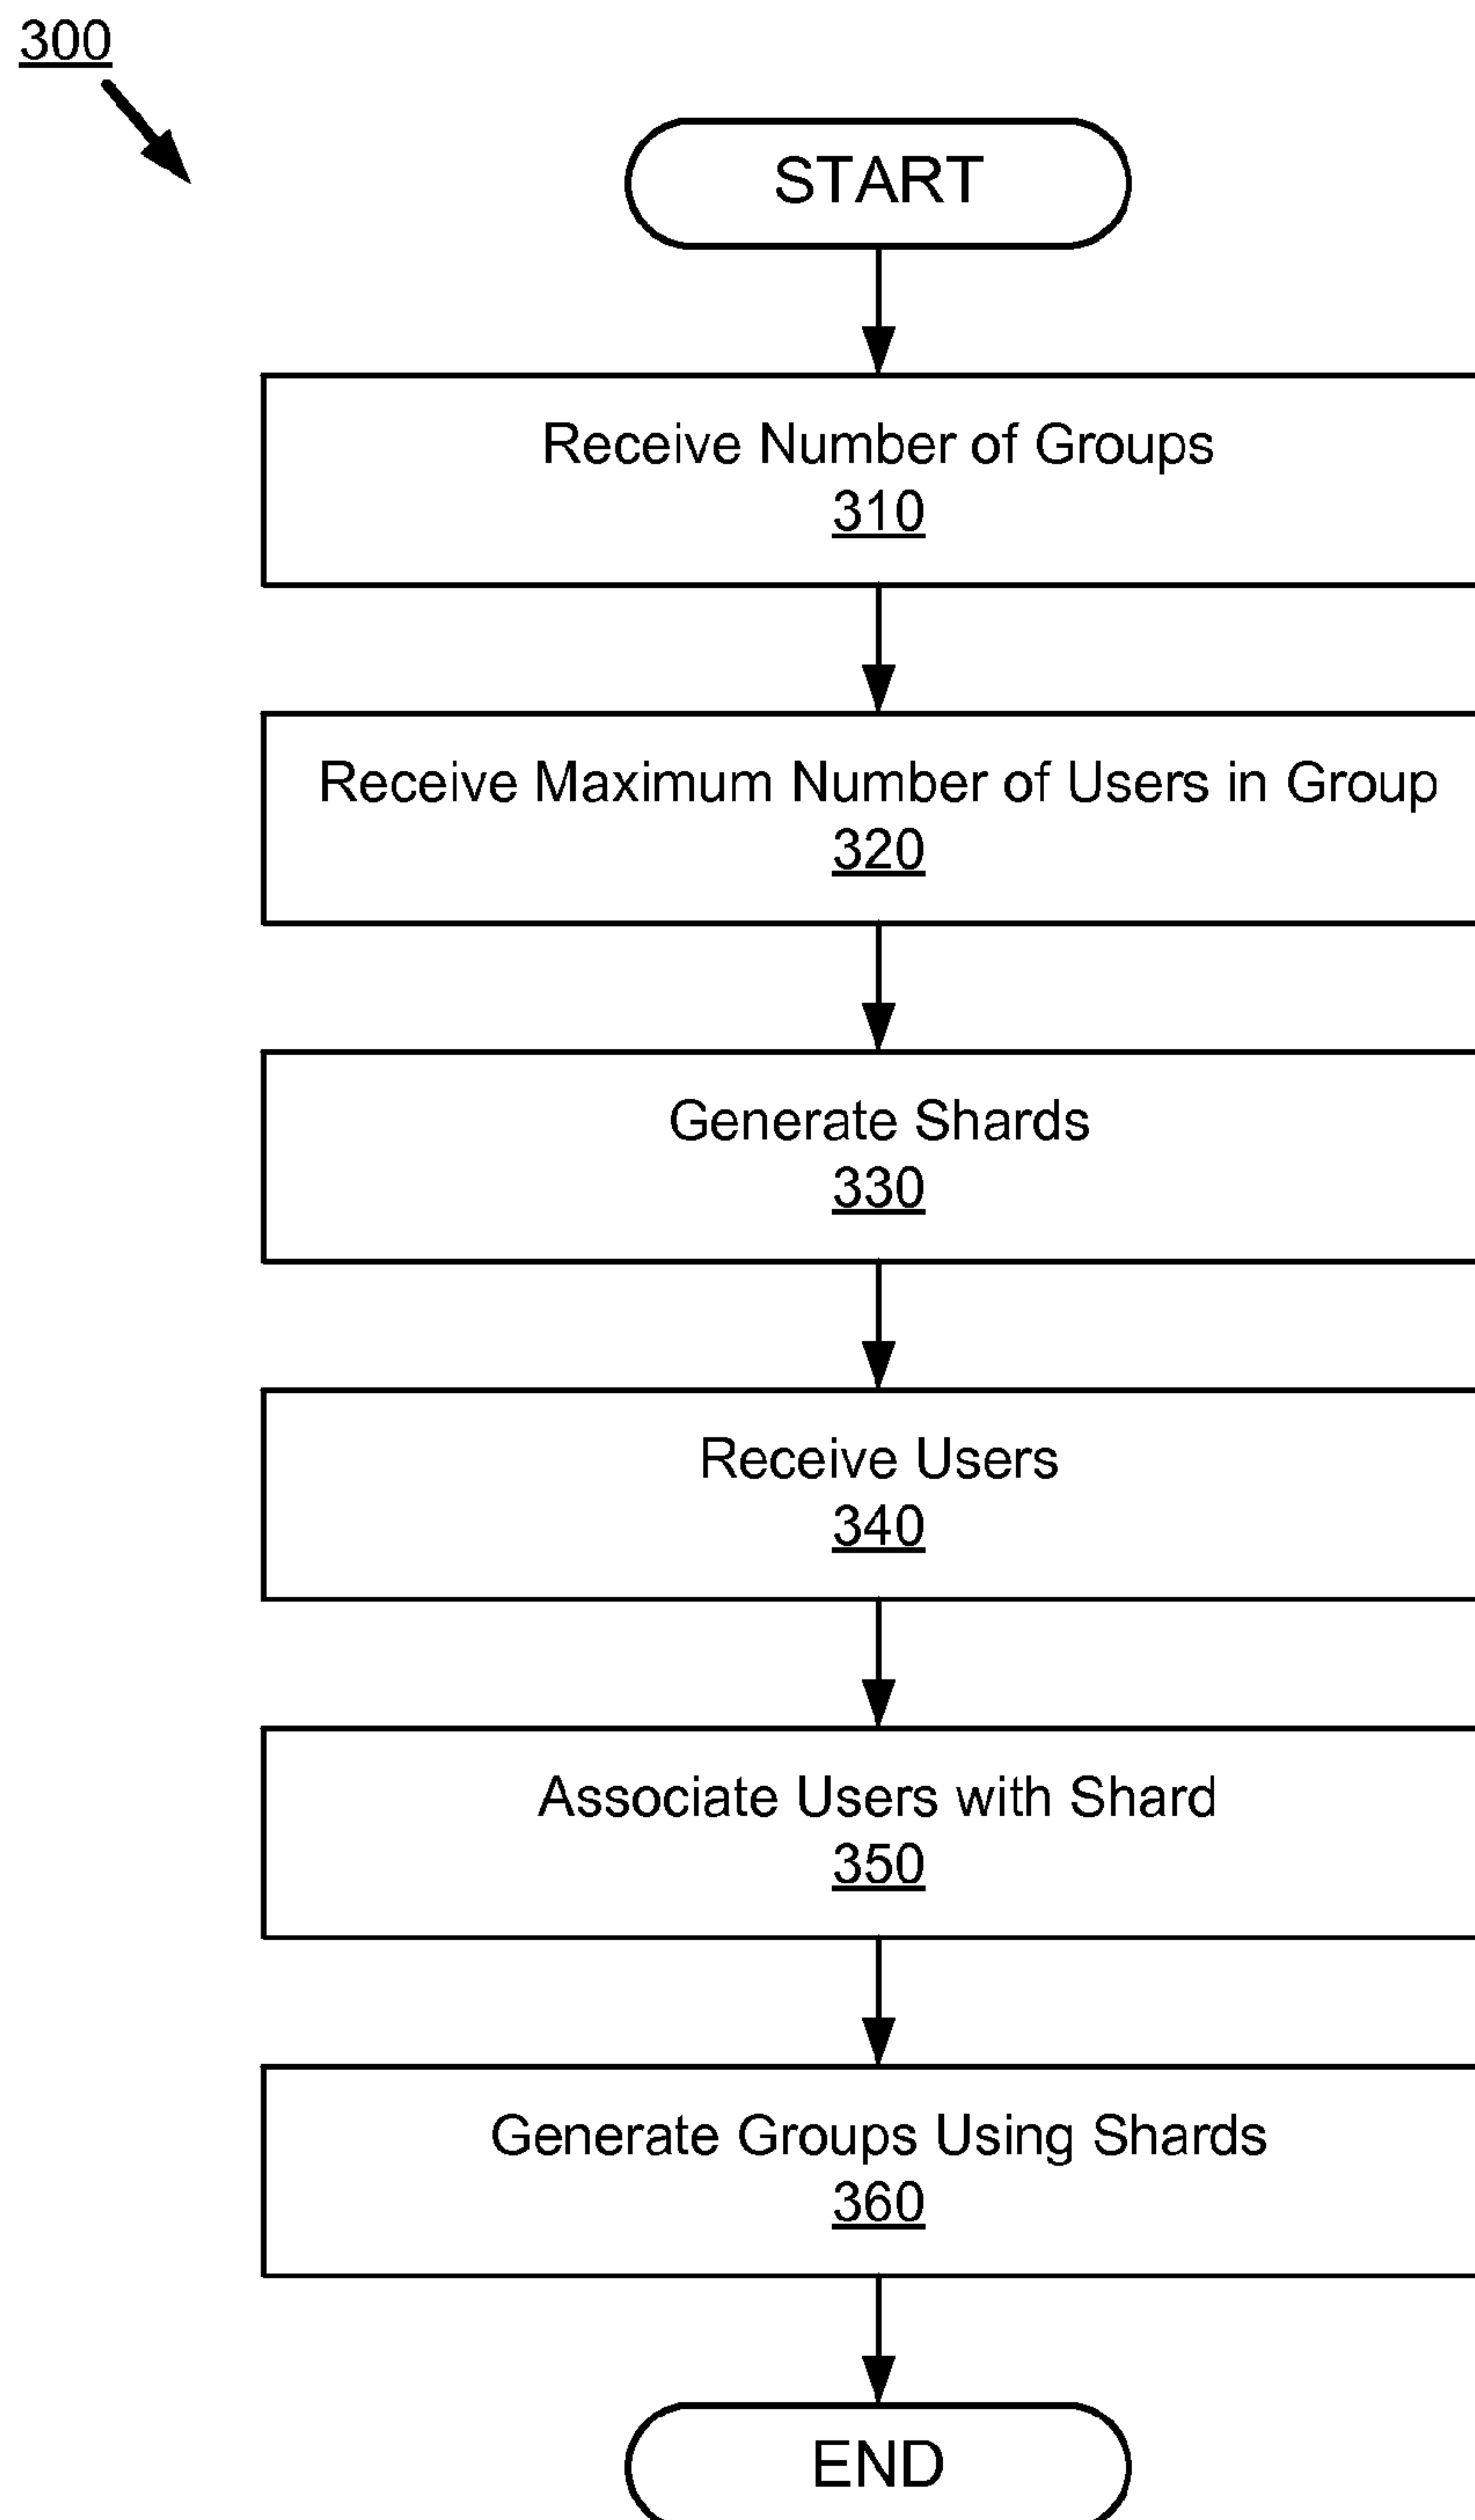 300
START
Receive Number of Groups
310
Receive Maximum Number of Users in Group
320
Generate Shards
330
Receive Users
340
Associate Users with Shard
350
Generate Groups Using Shards
360
END